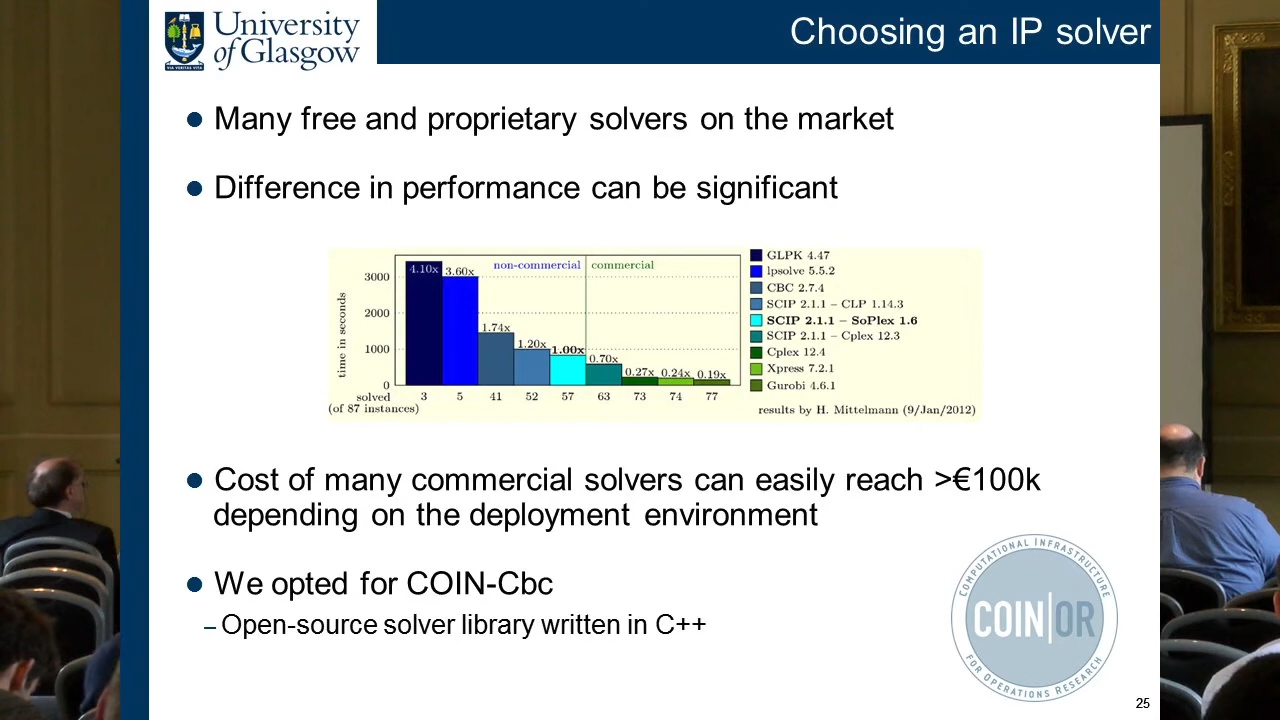 University
of Glasgow
VIA VERITAS VITA
Choosing an IP solver
Many free and proprietary solvers on the market
Difference in performance can be significant
time in seconds
3000
2000
1000
0
4.10x
3.60x
1.74x
1.20x
1.00x
0.70x
0.27x
0.24x
0.19x
non-commercial
commercial
solved
(of 87 instances)
3 5 41 52 57 63 73 74 77
GLPK 4.47
lpsolve 5.5.2
CBC 2.7.4
SCIP 2.1.1 – CLP 1.14.3
SCIP 2.1.1 – SoPlex 1.6
SCIP 2.1.1 – Cplex 12.3
Cplex 12.4
Xpress 7.2.1
Gurobi 4.6.1
results by H. Mittelmann (9/Jan/2012)
Cost of many commercial solvers can easily reach >€100k
depending on the deployment environment
We opted for COIN-Cbc
– Open-source solver library written in C++
COMPUTATIONAL INFRASTRUCTURE
COIN|OR
FOR OPERATIONS RESEARCH
25